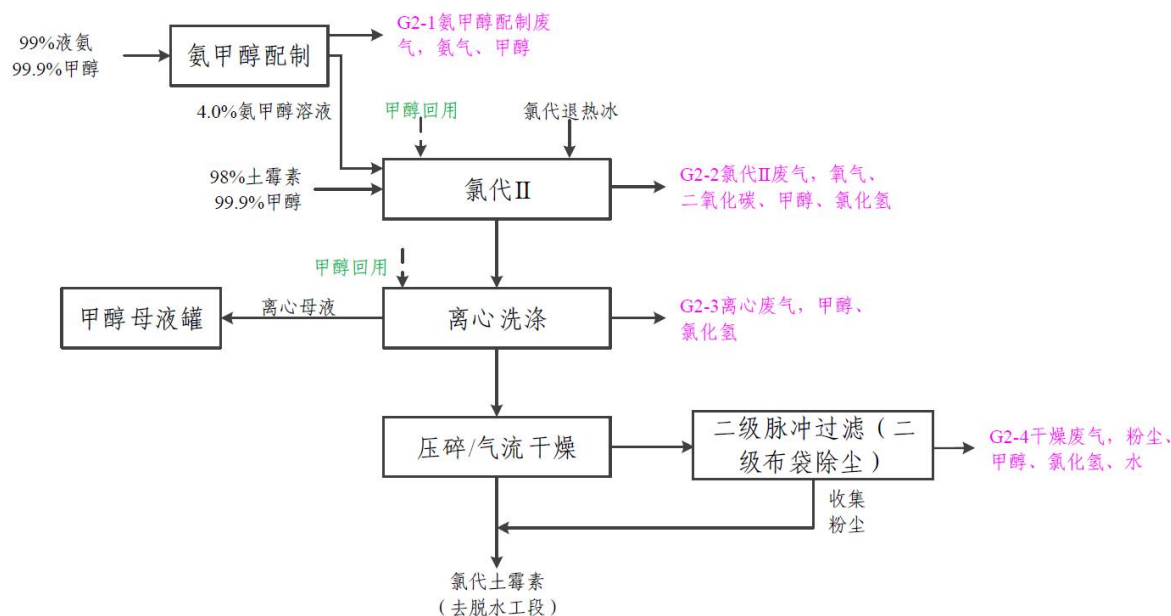 99%液氨
99.9%甲醇
氨甲醇配制
G2-1氨甲醇配制废
气，氨气、甲醇
4.0%氨甲醇溶液
甲醇回用
氯代退热冰
98%土霉素
99.9%甲醇
氯代Ⅱ
G2-2氯代Ⅱ废气，氧气、
二氧化碳、甲醇、氯化氢
甲醇回用
甲醇母液罐
离心母液
离心洗涤
G2-3离心废气，甲醇、
氯化氢
压碎/气流干燥
二级脉冲过滤（二
级布袋除尘）
G2-4干燥废气，粉尘、
甲醇、氯化氢、水
收集
粉尘
氯代土霉素
（去脱水工段）